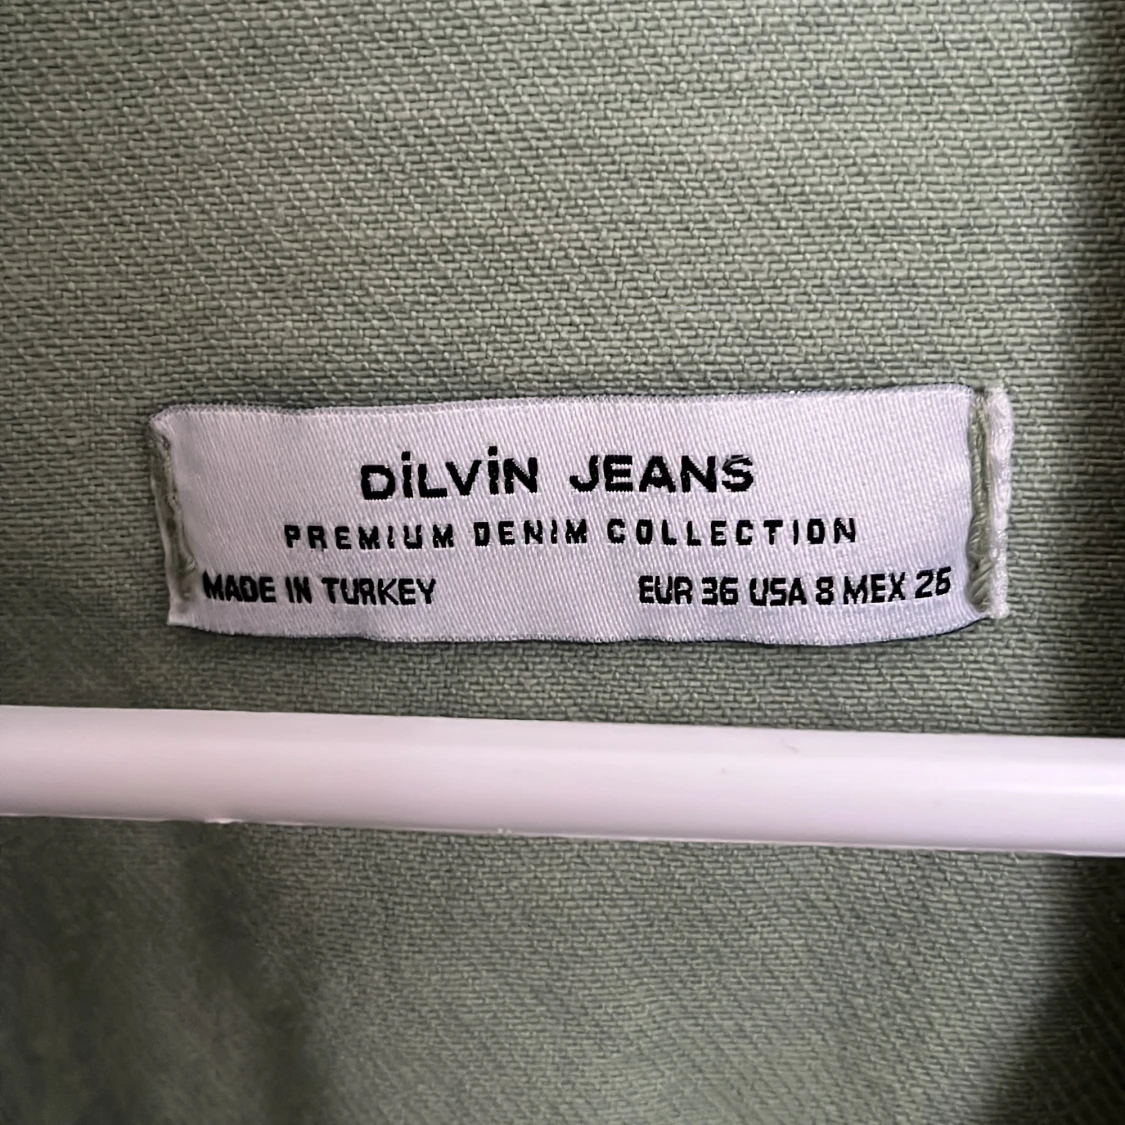 DİLVİN JEANS
PREMIUM DENIM COLLECTION
MADE IN TURKEY EUR 36 USA 8 MEX 26